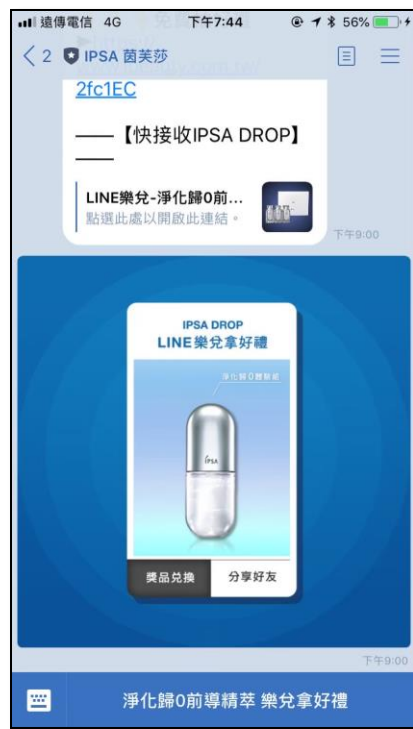 遠傳電信 4G 下午7:44 56%
2 IPSA 茵芙莎
2fc1EC
——【快接收IPSA DROP】
——
LINE樂兌-淨化歸0前...
點選此處以開啟此連結。
下午9:00
IPSA DROP
LINE樂兌拿好禮
淨化歸0體驗組
IPSA
獎品兌換 分享好友
下午9:00
淨化歸0前導精萃 樂兌拿好禮